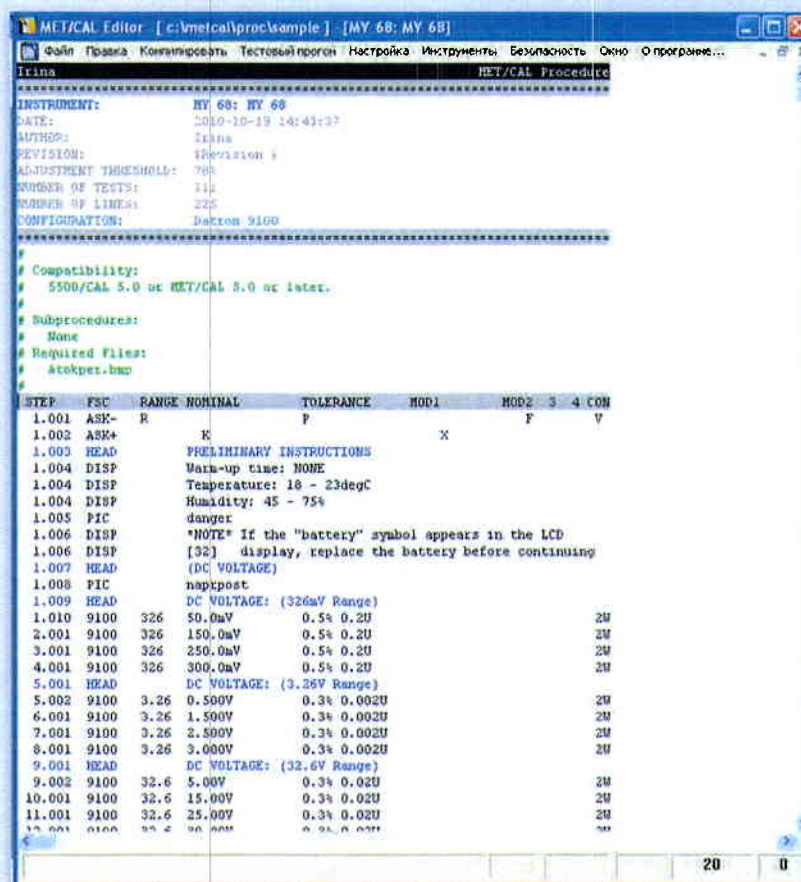 MET/CAL Editor [ c:\metcal\proc\sample ] [MY 68: MY 68]
Файл Правка Компилировать Тестовый прогон Настройка Инструменты Безопасность Окно О программе...
Irina MET/CAL Procedure
INSTRUMENT: MY 68: MY 68
DATE: 2010-10-19 14:43:37
AUTHOR: Irina
REVISION: $Revision
ADJUSTMENT THRESHOLD: 70%
NUMBER OF TESTS: 111
NUMBER OF LINES: 225
CONFIGURATION: Datron 9100
#
# Compatibility:
# 5500/CAL 5.0 or MET/CAL 5.0 or later.
#
# Subprocedures:
# None
# Required Files:
# Atokper.bmp
#
STEP FSC RANGE NOMINAL TOLERANCE MOD1 MOD2 3 4 CON
1.001 ASK- R P F V
1.002 ASK+ K X
1.003 HEAD PRELIMINARY INSTRUCTIONS
1.004 DISP Warm-up time: NONE
1.004 DISP Temperature: 18 - 23degC
1.004 DISP Humidity: 45 - 75%
1.005 PIC danger
1.006 DISP *NOTE* If the "battery" symbol appears in the LCD
1.006 DISP [32] display, replace the battery before continuing
1.007 HEAD (DC VOLTAGE)
1.008 PIC naprpost
1.009 HEAD DC VOLTAGE: (326mV Range)
1.010 9100 326 50.0mV 0.5% 0.2U 2W
2.001 9100 326 150.0mV 0.5% 0.2U 2W
3.001 9100 326 250.0mV 0.5% 0.2U 2W
4.001 9100 326 300.0mV 0.5% 0.2U 2W
5.001 HEAD DC VOLTAGE: (3.26V Range)
5.002 9100 3.26 0.500V 0.3% 0.002U 2W
6.001 9100 3.26 1.500V 0.3% 0.002U 2W
7.001 9100 3.26 2.500V 0.3% 0.002U 2W
8.001 9100 3.26 3.000V 0.3% 0.002U 2W
9.001 HEAD DC VOLTAGE: (32.6V Range)
9.002 9100 32.6 5.00V 0.3% 0.02U 2W
10.001 9100 32.6 15.00V 0.3% 0.02U 2W
11.001 9100 32.6 25.00V 0.3% 0.02U 2W
20 0